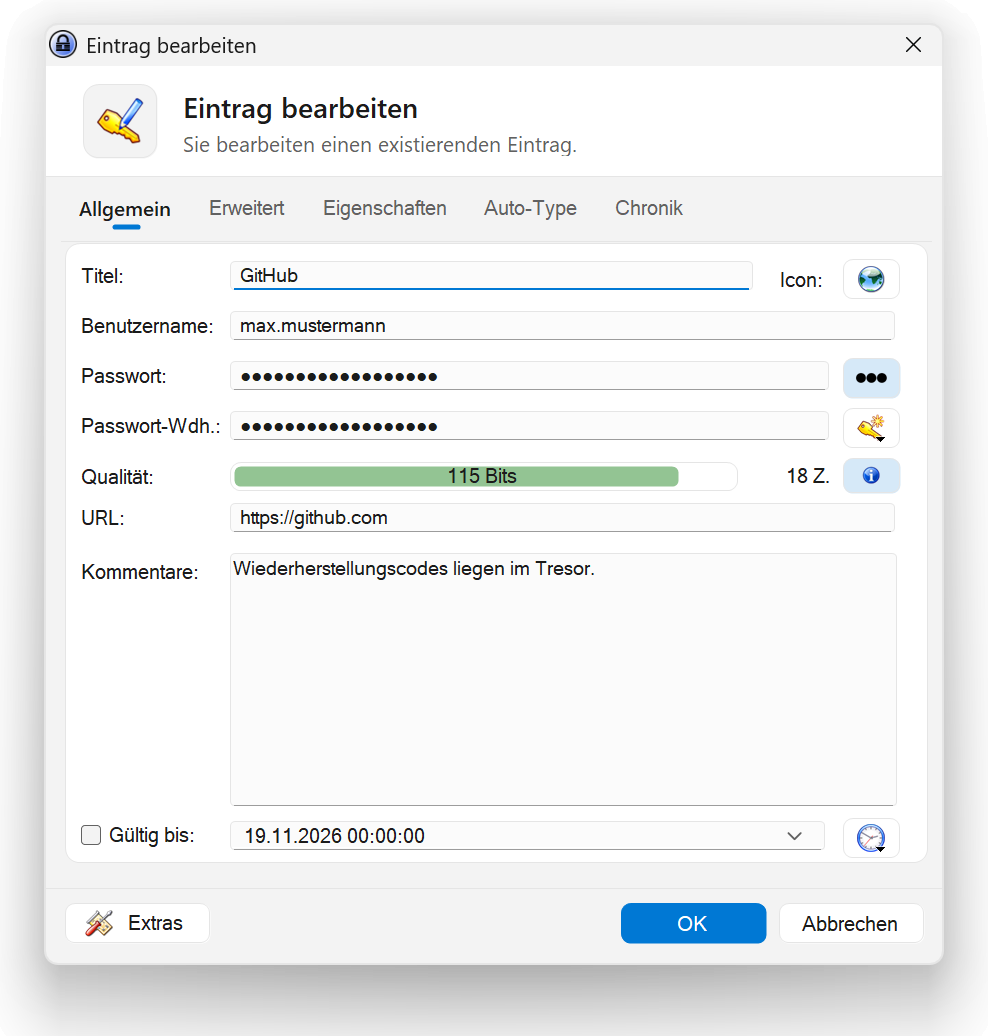 Eintrag bearbeiten
Eintrag bearbeiten
Sie bearbeiten einen existierenden Eintrag.
Allgemein Erweitert Eigenschaften Auto-Type Chronik
Titel: GitHub Icon:
Benutzername: max.mustermann
Passwort: ●●●●●●●●●●●●●●●●●● ●●●
Passwort-Wdh.: ●●●●●●●●●●●●●●●●●●
Qualität: 115 Bits 18 Z.
URL: https://github.com
Kommentare: Wiederherstellungscodes liegen im Tresor.
Gültig bis: 19.11.2026 00:00:00
Extras OK Abbrechen